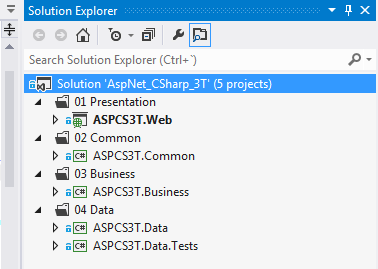 Solution Explorer
Search Solution Explorer (Ctrl+`)
Solution 'AspNet_CSharp_3T' (5 projects)
01 Presentation
ASPCS3T.Web
02 Common
C# ASPCS3T.Common
03 Business
C# ASPCS3T.Business
04 Data
C# ASPCS3T.Data
C# ASPCS3T.Data.Tests